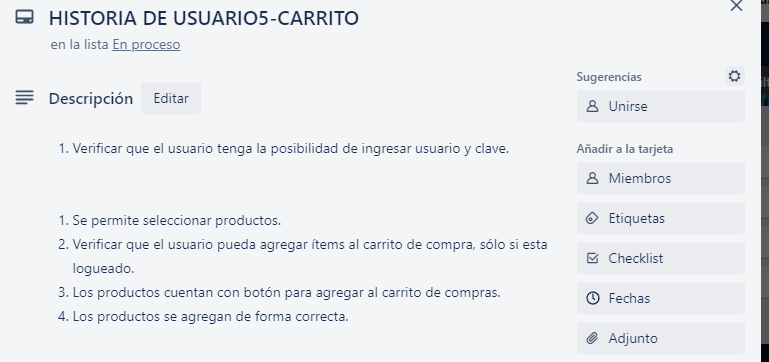 HISTORIA DE USUARIO5-CARRITO
en la lista En proceso
Descripción
Editar
1. Verificar que el usuario tenga la posibilidad de ingresar usuario y clave.
1. Se permite seleccionar productos.
2. Verificar que el usuario pueda agregar ítems al carrito de compra, sólo si esta
logueado.
3. Los productos cuentan con botón para agregar al carrito de compras.
4. Los productos se agregan de forma correcta.
Sugerencias
Unirse
Añadir a la tarjeta
Miembros
Etiquetas
Checklist
Fechas
Adjunto